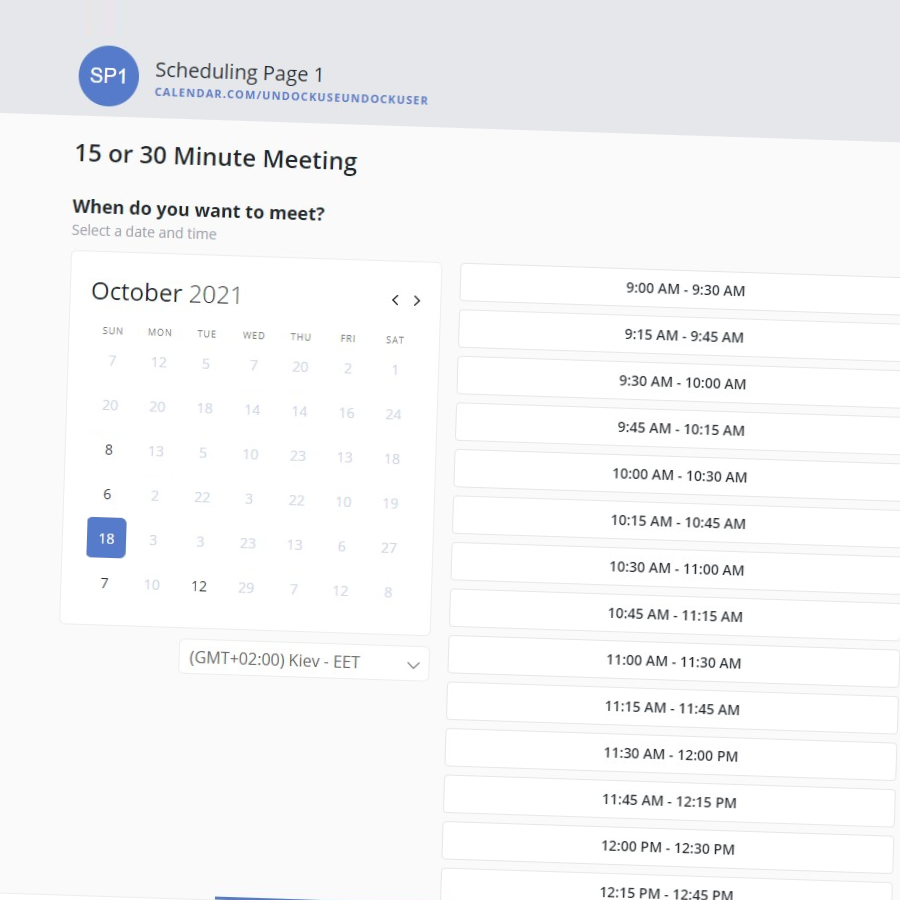 SP1
Scheduling Page 1
CALENDAR.COM/UNDOCKUSEUNDOCKUSER
15 or 30 Minute Meeting
When do you want to meet?
Select a date and time
October 2021
SUN MON TUE WED THU FRI SAT
7 12 5 7 20 2 1
20 20 18 14 14 16 24
8 13 5 10 23 13 18
6 2 22 3 22 10 19
18 3 3 23 13 6 27
7 10 12 29 7 12 8
(GMT+02:00) Kiev - EET
9:00 AM - 9:30 AM
9:15 AM - 9:45 AM
9:30 AM - 10:00 AM
9:45 AM - 10:15 AM
10:00 AM - 10:30 AM
10:15 AM - 10:45 AM
10:30 AM - 11:00 AM
10:45 AM - 11:15 AM
11:00 AM - 11:30 AM
11:15 AM - 11:45 AM
11:30 AM - 12:00 PM
11:45 AM - 12:15 PM
12:00 PM - 12:30 PM
12:15 PM - 12:45 PM